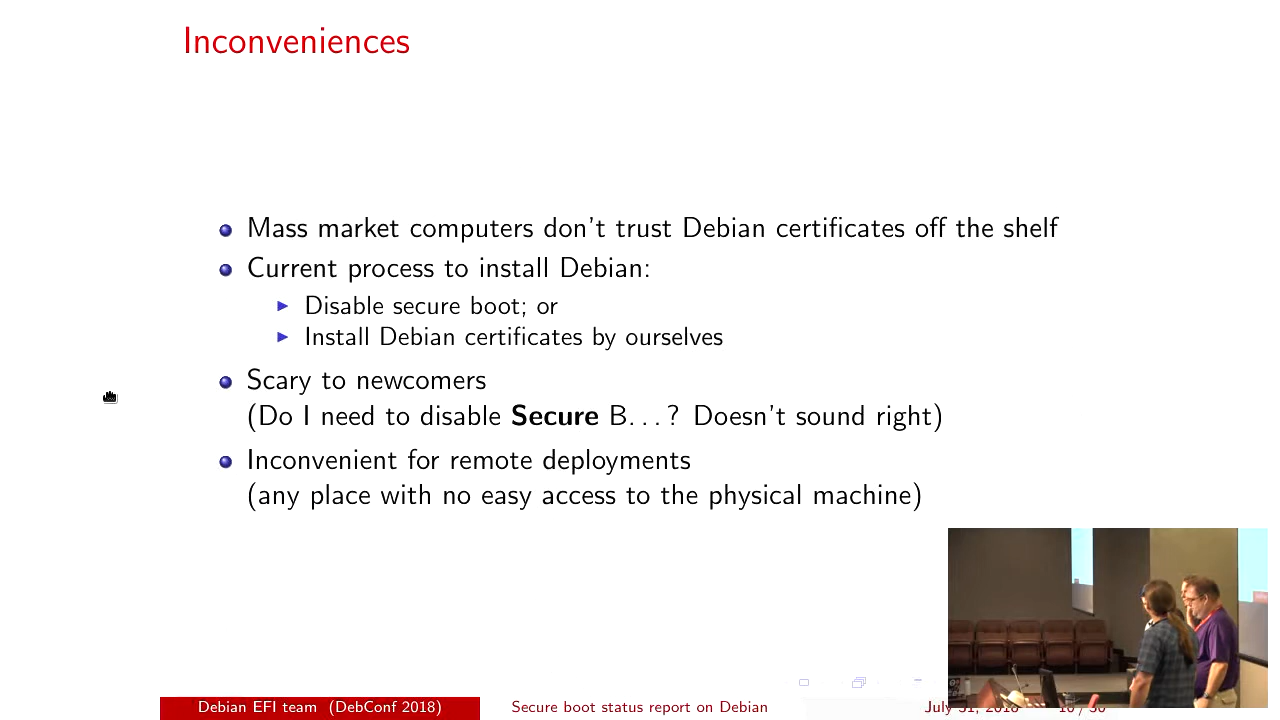 Inconveniences
Mass market computers don't trust Debian certificates off the shelf
Current process to install Debian:
Disable secure boot; or
Install Debian certificates by ourselves
Scary to newcomers
(Do I need to disable Secure B...? Doesn't sound right)
Inconvenient for remote deployments
(any place with no easy access to the physical machine)
Debian EFI team (DebConf 2018)
Secure boot status report on Debian
July 31, 2018